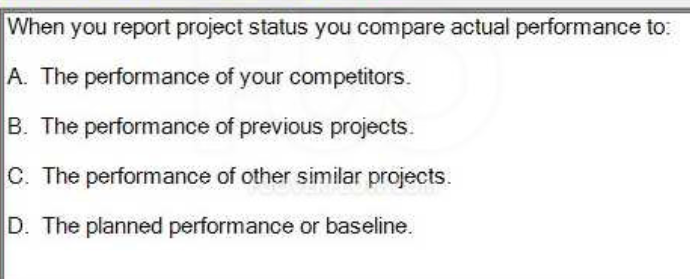 When you report project status you compare actual performance to:
A. The performance of your competitors.
B. The performance of previous projects.
C. The performance of other similar projects.
D. The planned performance or baseline.